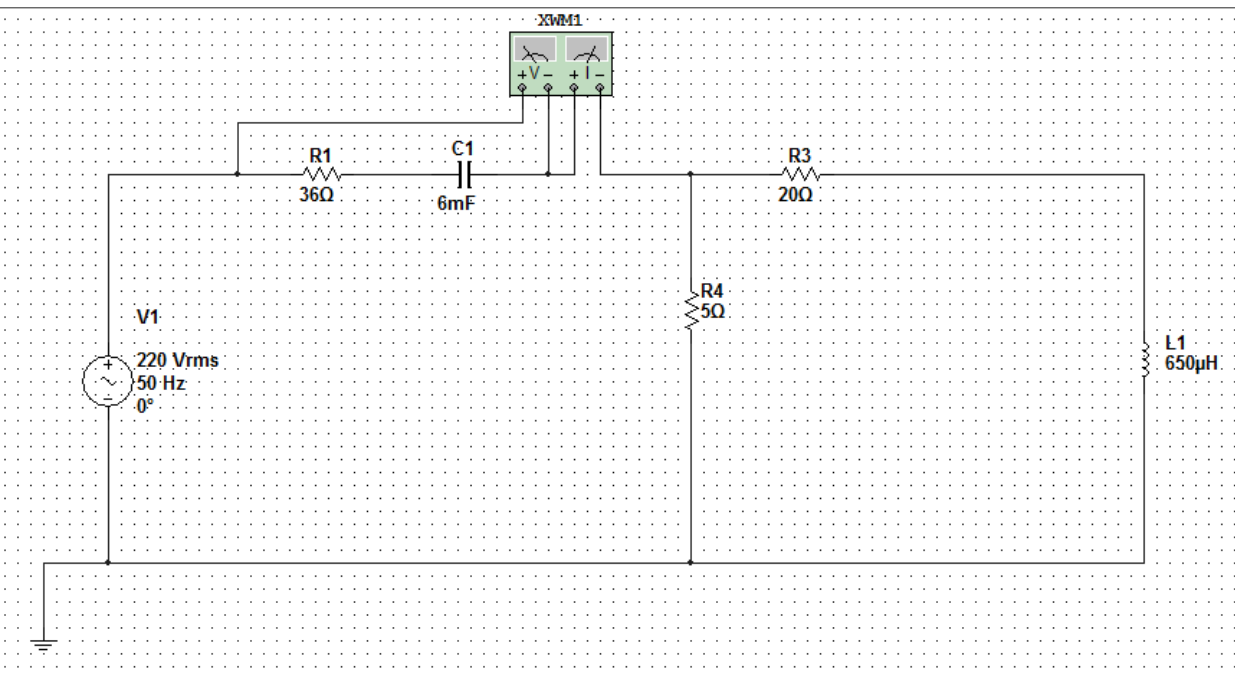 XWM1
+ V - + I -
R1
36Ω
C1
6mF
R3
20Ω
R4
5Ω
V1
220 Vrms
50 Hz
0°
L1
650µH